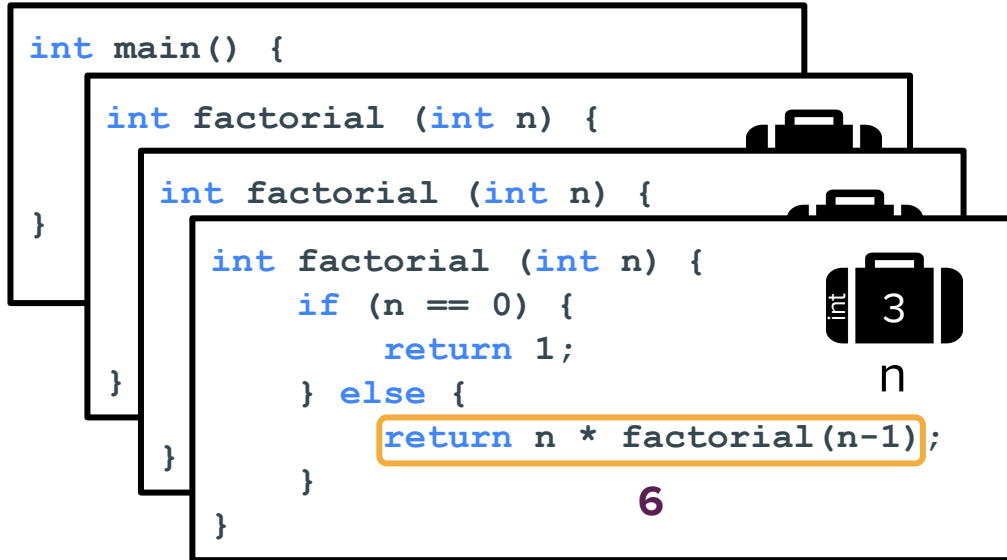 int main() {
}
int factorial (int n) {
}
int factorial (int n) {
}
int factorial (int n) {
if (n == 0) {
return 1;
} else {
return n * factorial(n-1);
}
}
int
3
n
6